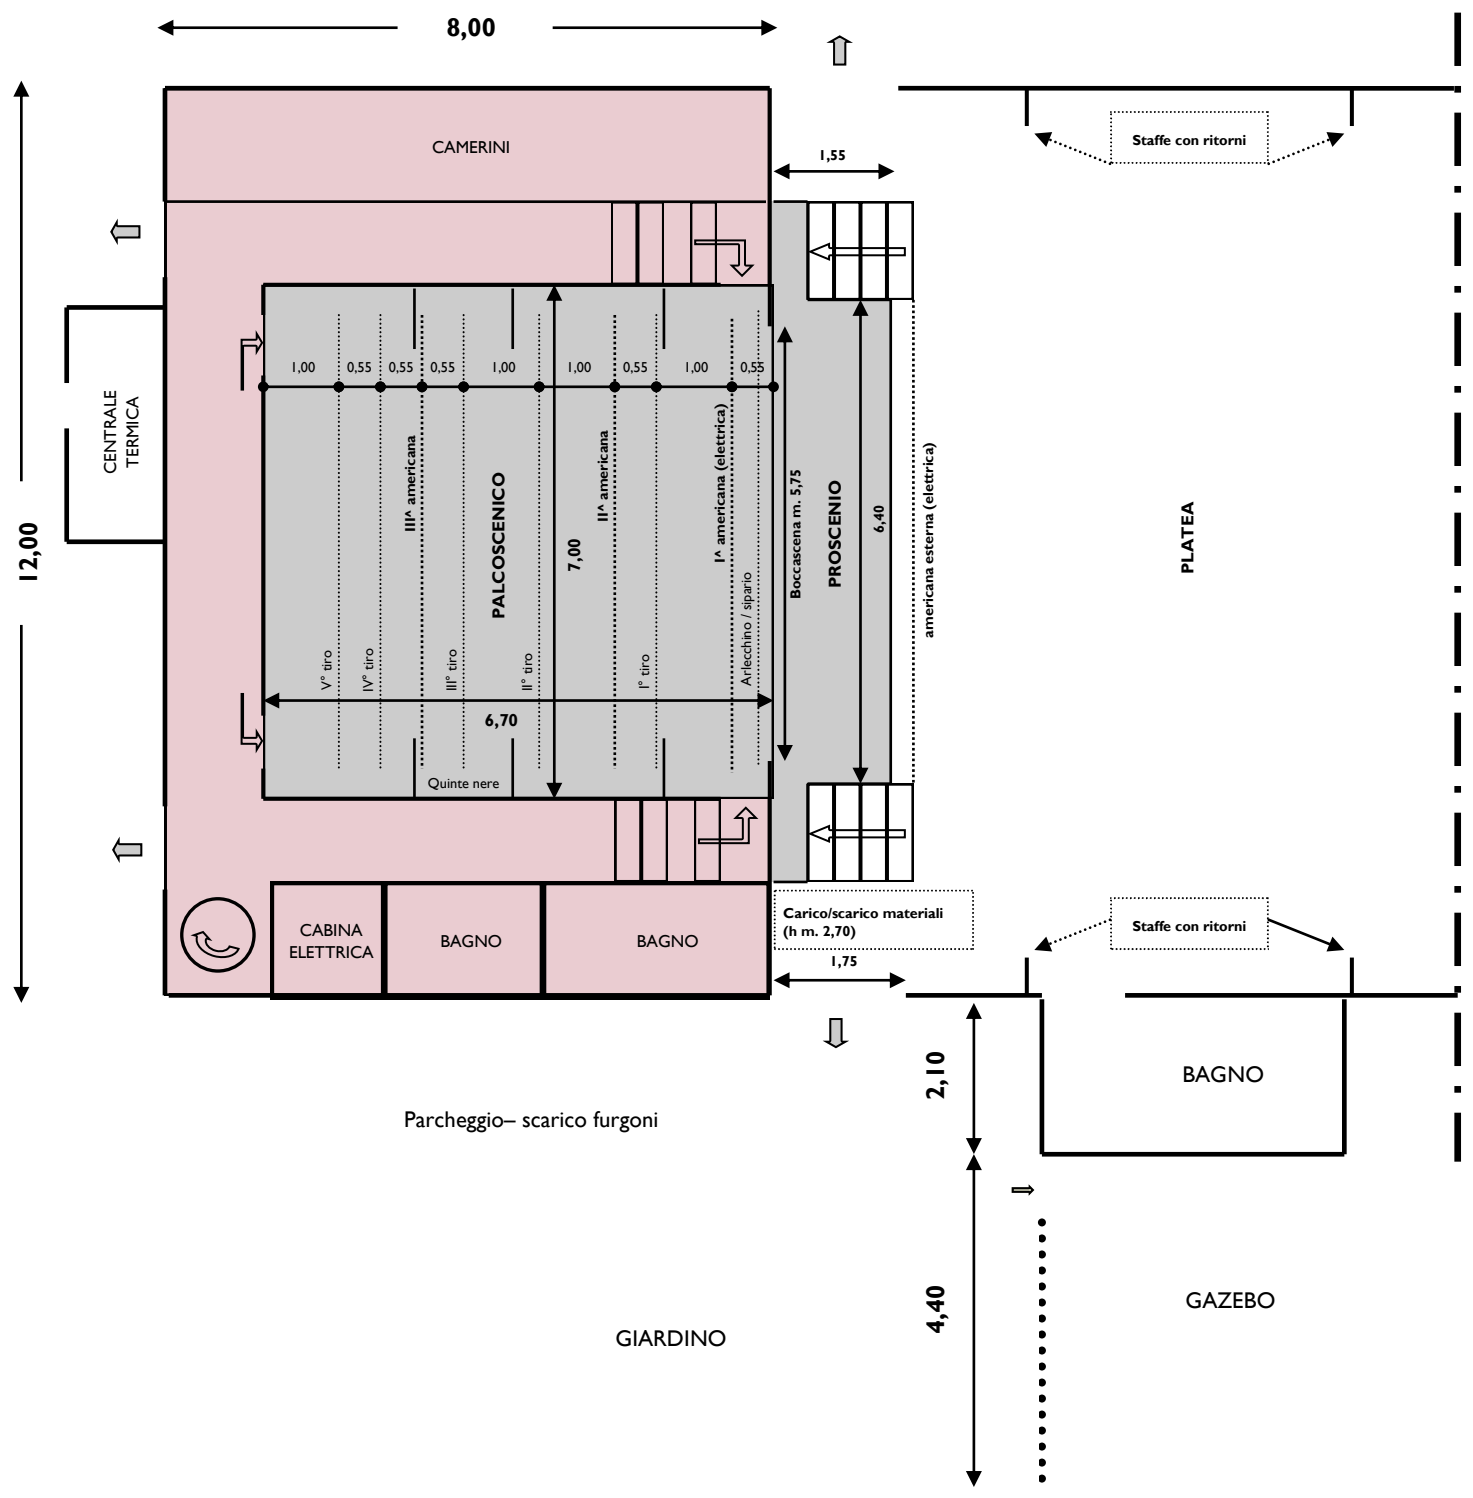 8,00
CAMERINI
1,55
Staffe con ritorni
12,00
CENTRALE
TERMICA
1,00
0,55
0,55
0,55
1,00
1,00
0,55
1,00
0,55
III^ americana
PALCOSCENICO
II^ americana
I^ americana (elettrica)
Boccascena m. 5,75
PROSCENIO
6,40
americana esterna (elettrica)
PLATEA
7,00
V° tiro
IV° tiro
III° tiro
II° tiro
I° tiro
Arlecchino / sipario
6,70
Quinte nere
CABINA
ELETTRICA
BAGNO
BAGNO
Carico/scarico materiali
(h m. 2,70)
1,75
Staffe con ritorni
2,10
BAGNO
Parcheggio– scarico furgoni
4,40
GAZEBO
GIARDINO